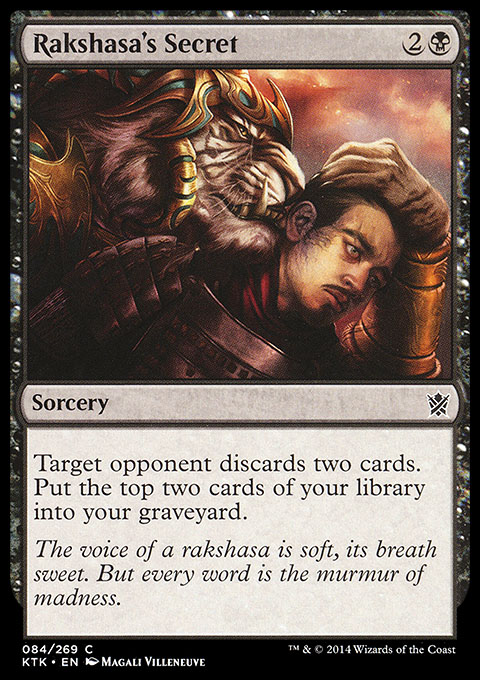 Rakshasa's Secret 2
Sorcery
Target opponent discards two cards.
Put the top two cards of your library
into your graveyard.
The voice of a rakshasa is soft, its breath
sweet. But every word is the murmur of
madness.
084/269 C
KTK • EN Magali Villeneuve
™ & © 2014 Wizards of the Coast